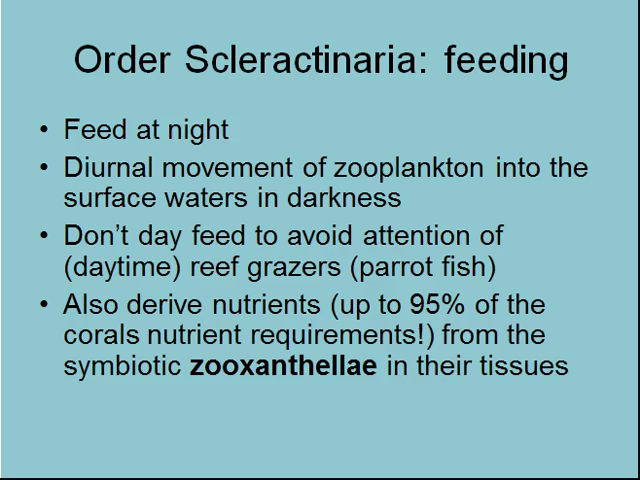 Order Scleractinaria: feeding
• Feed at night
• Diurnal movement of zooplankton into the
surface waters in darkness
• Don't day feed to avoid attention of
(daytime) reef grazers (parrot fish)
• Also derive nutrients (up to 95% of the
corals nutrient requirements!) from the
symbiotic zooxanthellae in their tissues